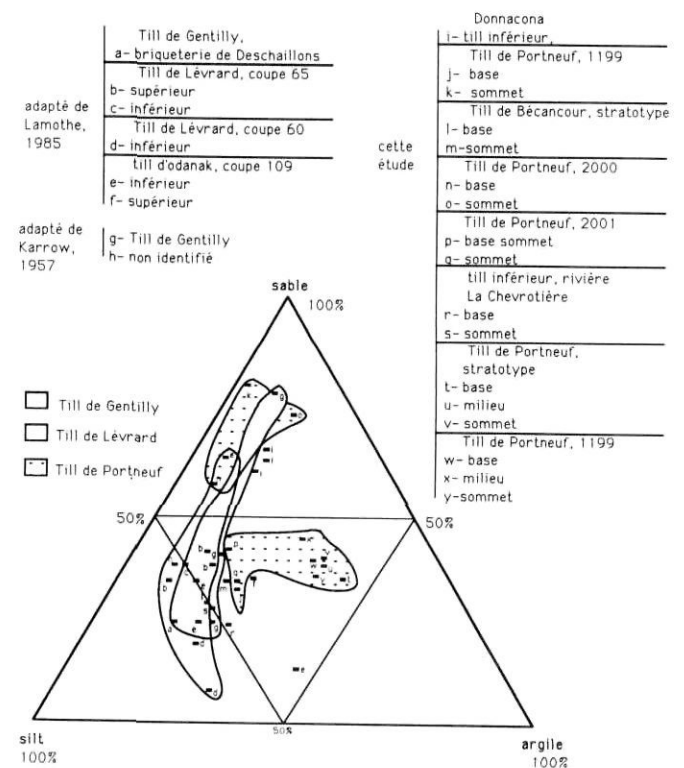 Till de Gentilly,
a- briqueterie de Deschaillons
Till de Lévrard, coupe 65
b- supérieur
c- inférieur
Till de Lévrard, coupe 60
d- inférieur
till d'odanak, coupe 109
e- inférieur
f- supérieur
adapté de
Lamothe,
1985
adapté de
Karrow,
1957
g- Till de Gentilly
h- non identifié
cette
étude
Donnacona
i- till inférieur,
Till de Portneuf, 1199
j- base
k- sommet
Till de Bécancour, stratotype
l- base
m-sommet
Till de Portneuf, 2000
n- base
o- sommet
Till de Portneuf, 2001
p- base sommet
q- sommet
till inférieur, rivière
La Chevrotière
r- base
s- sommet
Till de Portneuf,
stratotype
t- base
u- milieu
v- sommet
Till de Portneuf, 1199
w- base
x- milieu
y-sommet
sable
100%
Till de Gentilly
Till de Lévrard
Till de Portneuf
50%
50%
k
g
o
i
i
i
b
g
p
x
b
w
u
b
e
m
q
f
s
a
e
g
r
d
e
d
50%
silt
100%
argile
100%